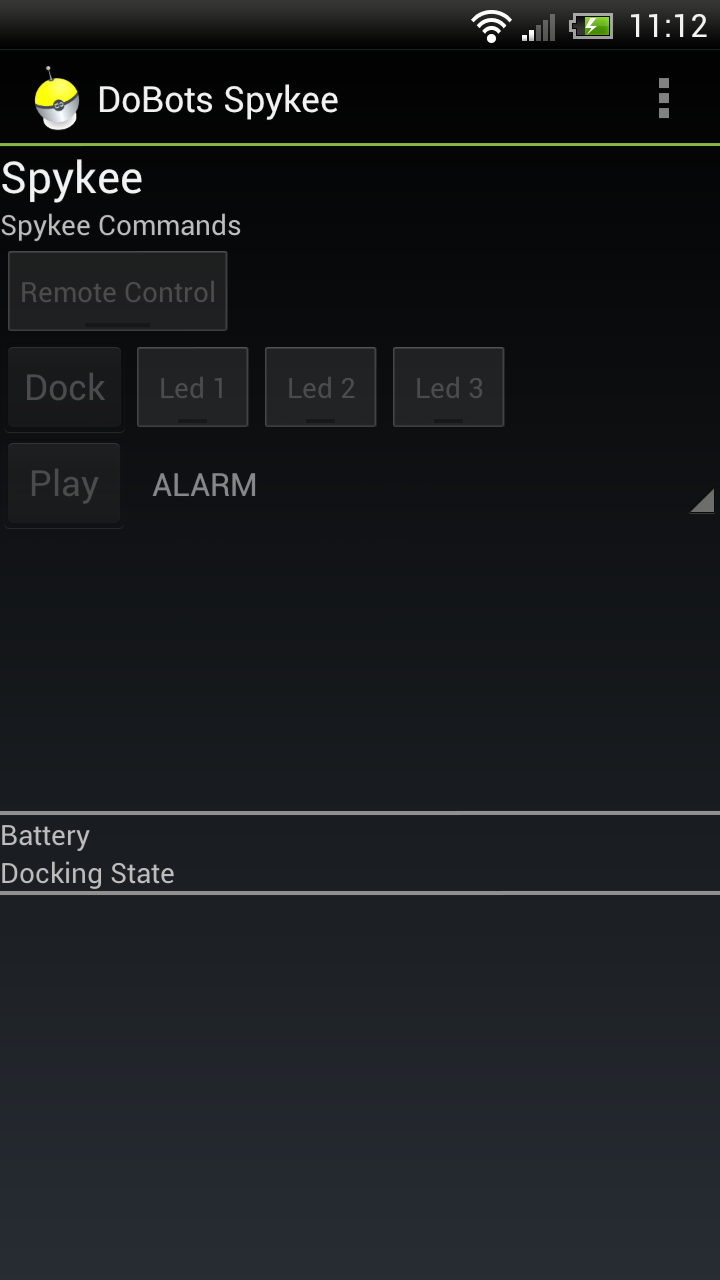 11:12
DoBots Spykee
Spykee
Spykee Commands
Remote Control
Dock Led 1 Led 2 Led 3
Play ALARM
Battery
Docking State